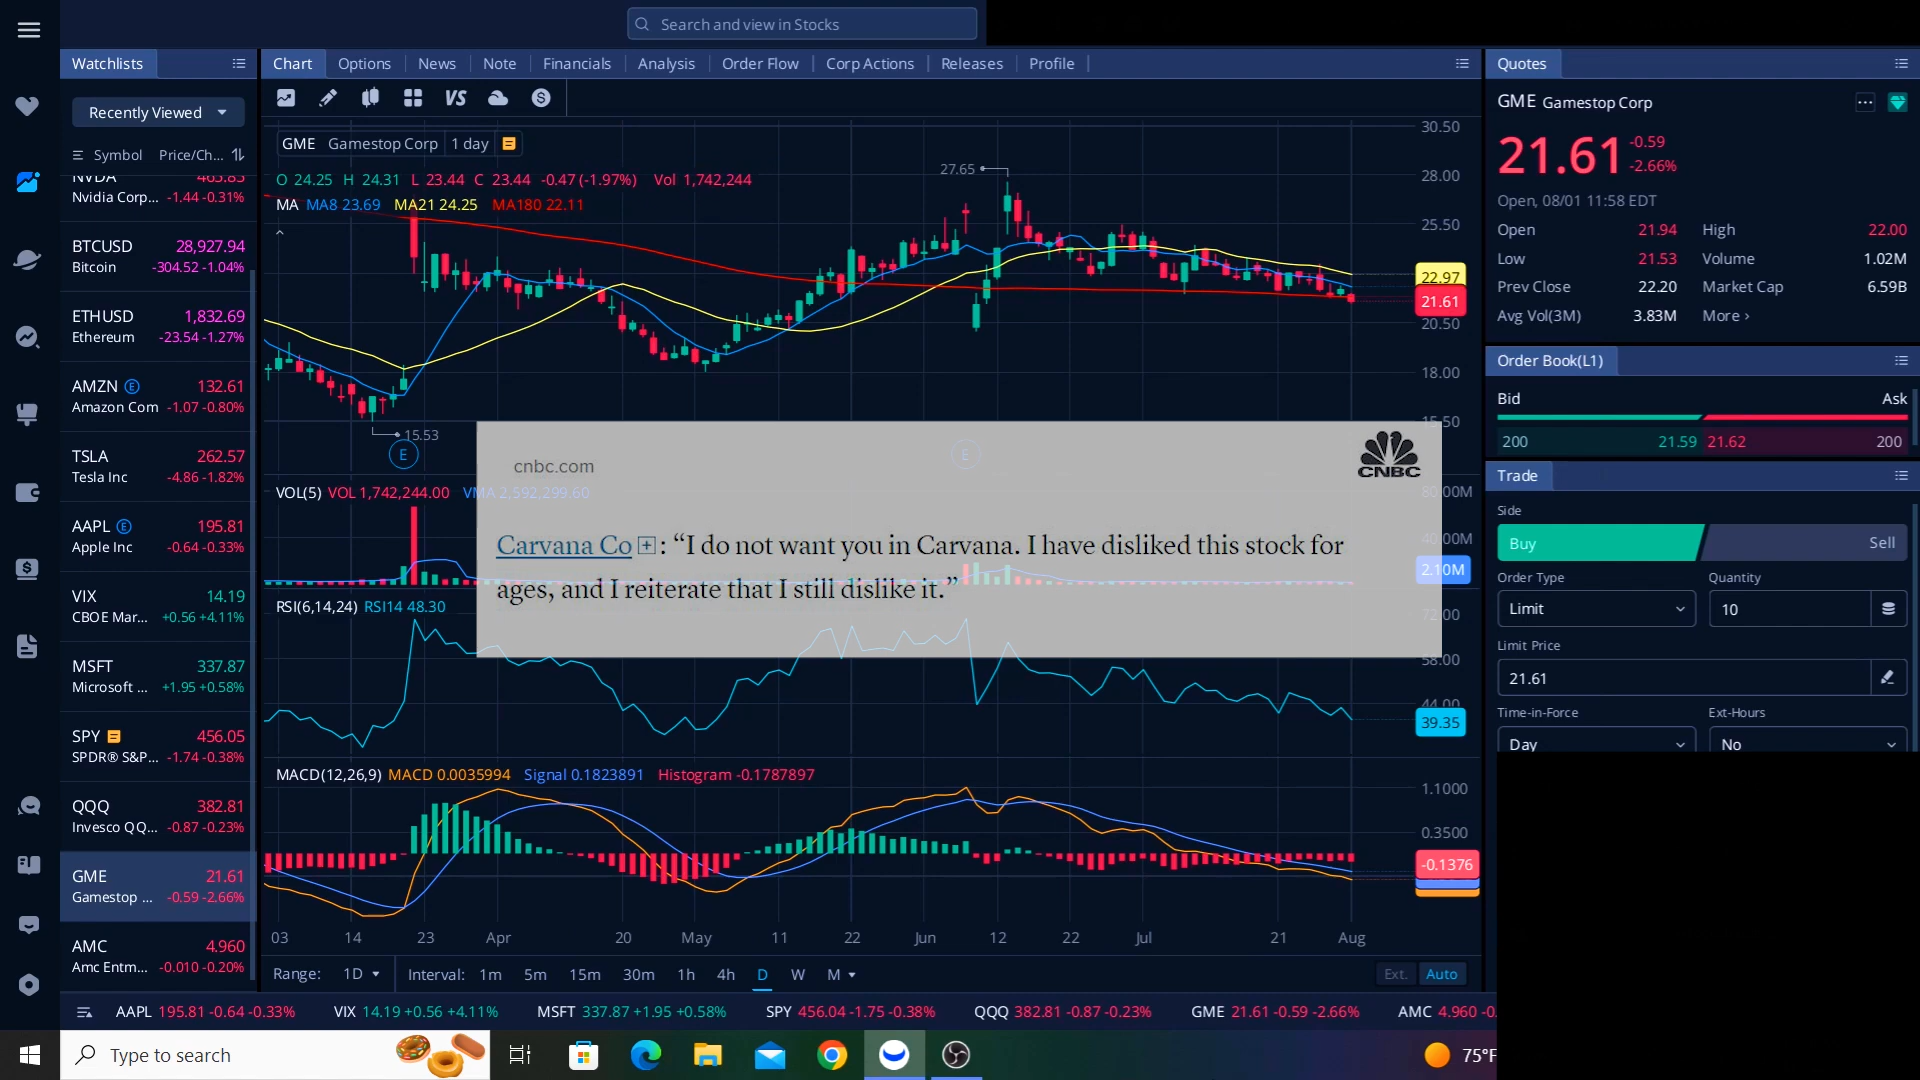 Search and view in Stocks
Watchlists
Chart
Options
News
Note
Financials
Analysis
Order Flow
Corp Actions
Releases
Profile
Quotes
Recently Viewed
VS
Symbol Price/Ch...
NVDA 465.85
Nvidia Corp... -1.44 -0.31%
BTCUSD 28,927.94
Bitcoin -304.52 -1.04%
ETHUSD 1,832.69
Ethereum -23.54 -1.27%
AMZN E 132.61
Amazon Com -1.07 -0.80%
TSLA 262.57
Tesla Inc -4.86 -1.82%
AAPL E 195.81
Apple Inc -0.64 -0.33%
VIX 14.19
CBOE Mar... +0.56 +4.11%
MSFT 337.87
Microsoft ... +1.95 +0.58%
SPY 456.05
SPDR® S&P... -1.74 -0.38%
QQQ 382.81
Invesco QQ... -0.87 -0.23%
GME 21.61
Gamestop ... -0.59 -2.66%
AMC 4.960
Amc Entm... -0.010 -0.20%
GME Gamestop Corp 1 day
O 24.25 H 24.31 L 23.44 C 23.44 -0.47 (-1.97%) Vol 1,742,244
MA MA8 23.69 MA21 24.25 MA180 22.11
27.65
15.53
E
E
30.50
28.00
25.50
22.97
21.61
20.50
18.00
15.50
VOL(5) VOL 1,742,244.00 VMA 2,592,299.60
80.00M
40.00M
2.10M
cnbc.com
CNBC
Carvana Co +: “I do not want you in Carvana. I have disliked this stock for
ages, and I reiterate that I still dislike it.”
RSI(6,14,24) RSI14 48.30
72.00
58.00
44.00
39.35
MACD(12,26,9) MACD 0.0035994 Signal 0.1823891 Histogram -0.1787897
1.1000
0.3500
-0.1376
03 14 23 Apr 20 May 11 22 Jun 12 22 Jul 21 Aug
Range: 1D Interval: 1m 5m 15m 30m 1h 4h D W M Ext. Auto
GME Gamestop Corp
21.61 -0.59
-2.66%
Open, 08/01 11:58 EDT
Open 21.94 High 22.00
Low 21.53 Volume 1.02M
Prev Close 22.20 Market Cap 6.59B
Avg Vol(3M) 3.83M More ›
Order Book(L1)
Bid Ask
200 21.59 21.62 200
Trade
Side
Buy Sell
Order Type Quantity
Limit 10
Limit Price
21.61
Time-in-Force Ext-Hours
Day No
AAPL 195.81 -0.64 -0.33% VIX 14.19 +0.56 +4.11% MSFT 337.87 +1.95 +0.58% SPY 456.04 -1.75 -0.38% QQQ 382.81 -0.87 -0.23% GME 21.61 -0.59 -2.66% AMC 4.960
Type to search
75°F